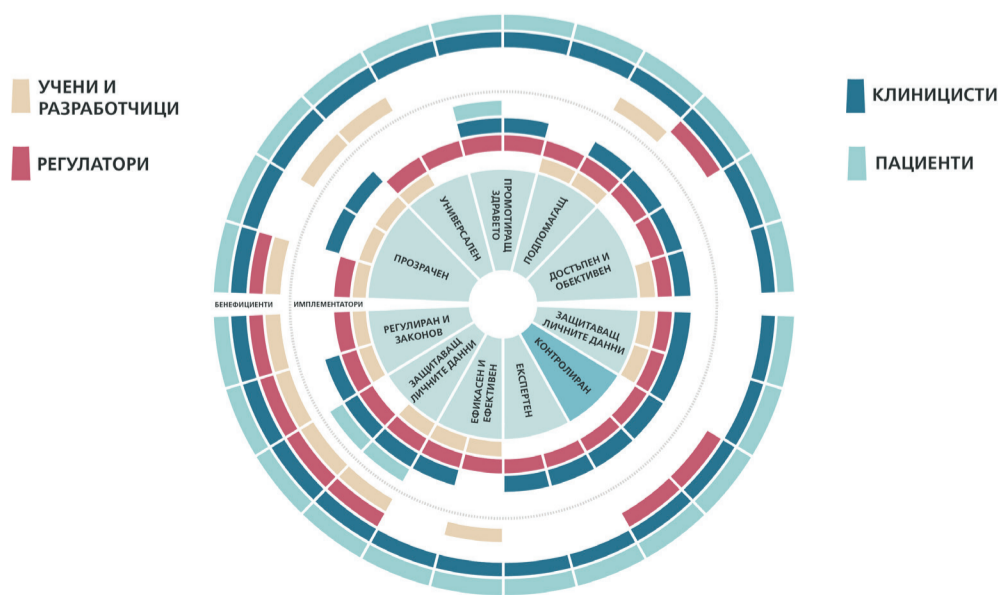 УЧЕНИ И
РАЗРАБОТЧИЦИ
РЕГУЛАТОРИ
КЛИНИЦИСТИ
ПАЦИЕНТИ
БЕНЕФИЦИЕНТИ
ИМПЛЕМЕНТАТОРИ
ПРОЗРАЧЕН
УНИВЕРСАЛЕН
ПРОМОТИРАЩ
ЗДРАВЕТО
ПОДПОМАГАЩ
ДОСТЪПЕН И
ОБЕКТИВЕН
ЗАЩИТАВАЩ
ЛИЧНИТЕ ДАННИ
КОНТРОЛИРАН
ЕКСПЕРТЕН
ЕФИКАСЕН И
ЕФЕКТИВЕН
ЗАЩИТАВАЩ
ЛИЧНИТЕ ДАННИ
РЕГУЛИРАН И
ЗАКОНОВ